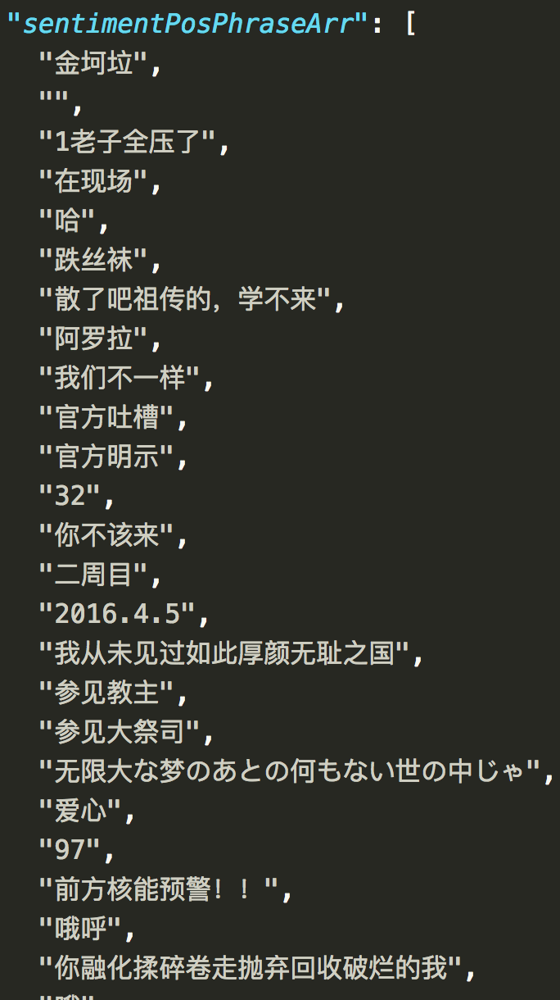 "sentimentPosPhraseArr": [
"金坷垃",
"",
"1老子全压了",
"在现场",
"哈",
"跌丝袜",
"散了吧祖传的，学不来",
"阿罗拉",
"我们不一样",
"官方吐槽",
"官方明示",
"32",
"你不该来",
"二周目",
"2016.4.5",
"我从未见过如此厚颜无耻之国",
"参见教主",
"参见大祭司",
"无限大な梦のあとの何もない世の中じゃ",
"爱心",
"97",
"前方核能预警！！",
"哦呼",
"你融化揉碎卷走抛弃回收破烂的我",